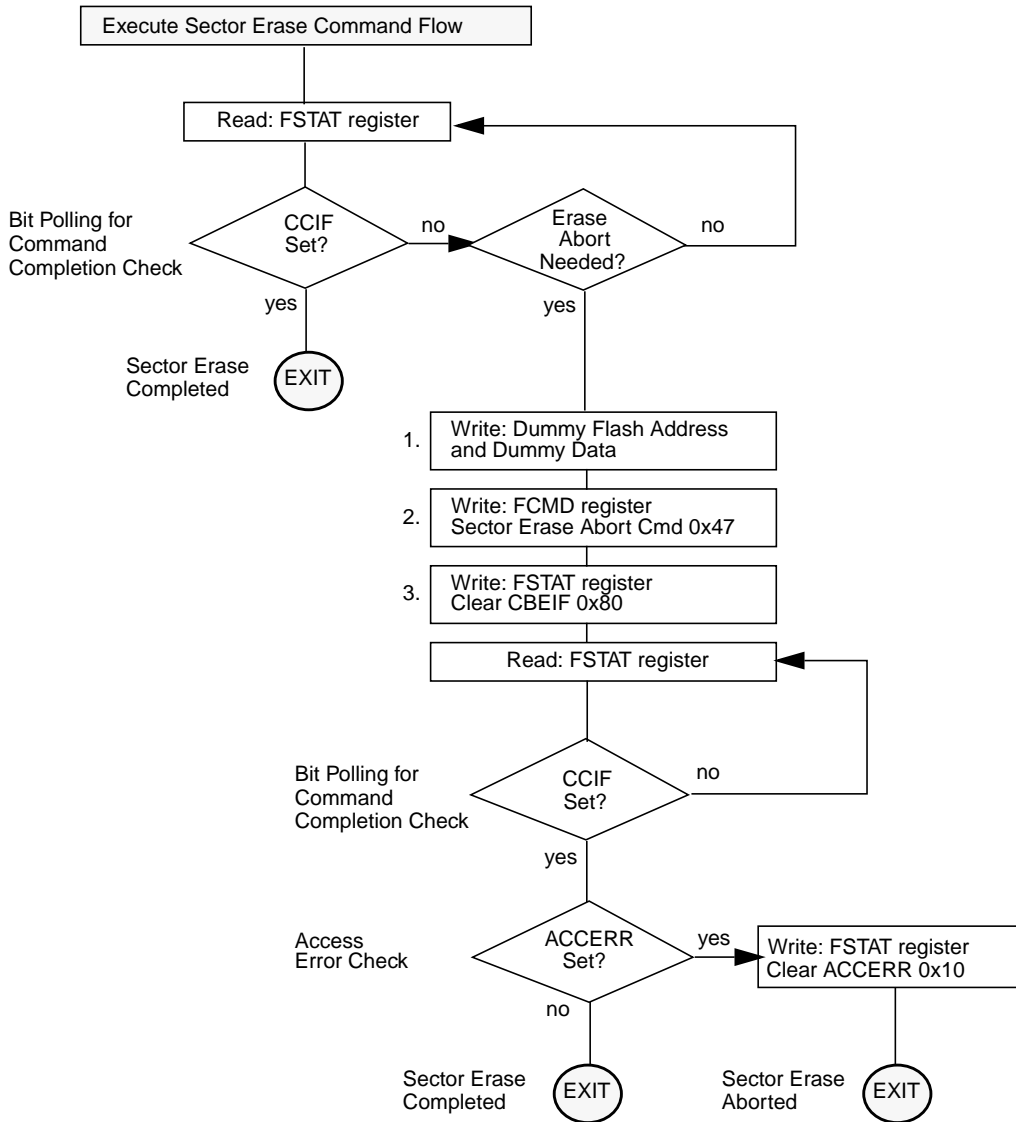 Execute Sector Erase Command Flow
Read: FSTAT register
Bit Polling for
Command
Completion Check
CCIF
Set?
no
Erase
Abort
Needed?
no
yes
yes
Sector Erase
Completed
EXIT
1.
Write: Dummy Flash Address
and Dummy Data
2.
Write: FCMD register
Sector Erase Abort Cmd 0x47
3.
Write: FSTAT register
Clear CBEIF 0x80
Read: FSTAT register
Bit Polling for
Command
Completion Check
CCIF
Set?
no
yes
Access
Error Check
ACCERR
Set?
yes
Write: FSTAT register
Clear ACCERR 0x10
no
Sector Erase
Completed
EXIT
Sector Erase
Aborted
EXIT